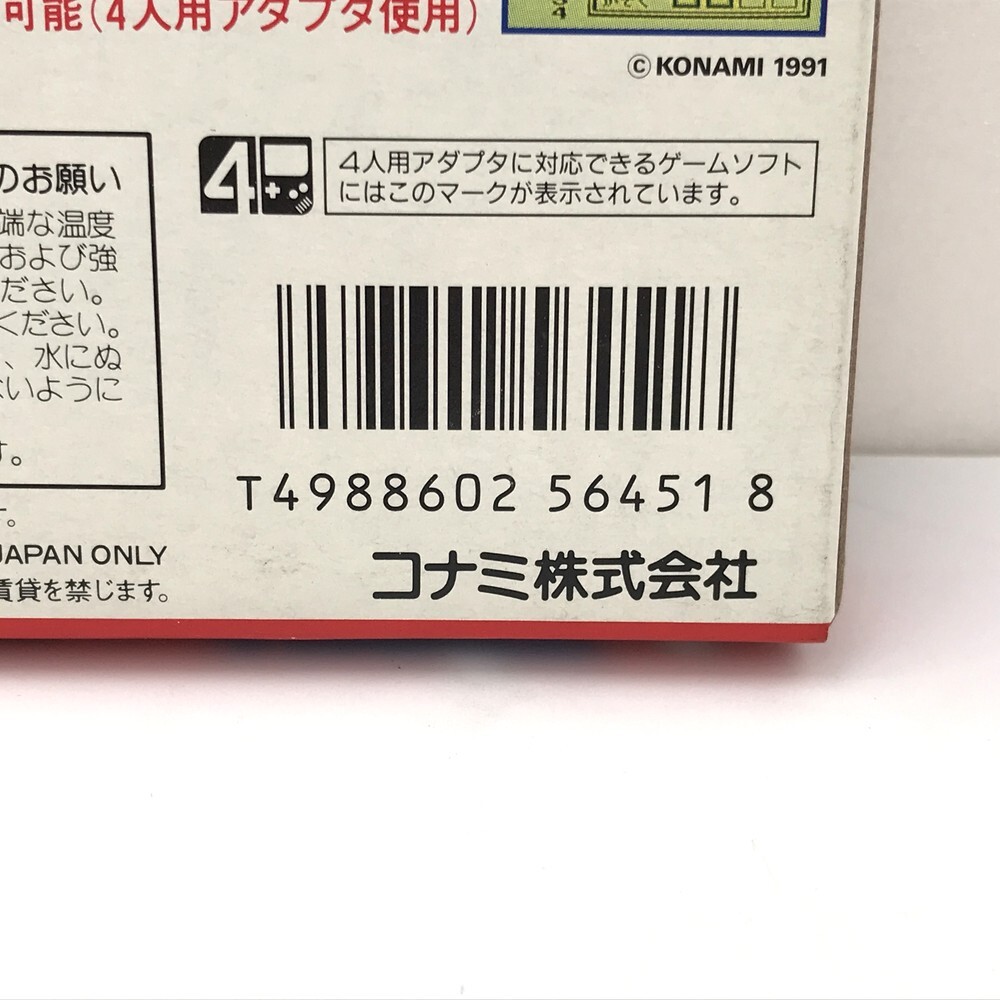 可能(4人用アダプタ使用)
4
© KONAMI 1991
のお願い
端な温度
および強
ださい。
ください。
、水にぬ
ないように
す。
4
4人用アダプタに対応できるゲームソフト
にはこのマークが表示されています。
T4988602 56451 8
す。
JAPAN ONLY
賃貸を禁じます。
コナミ株式会社